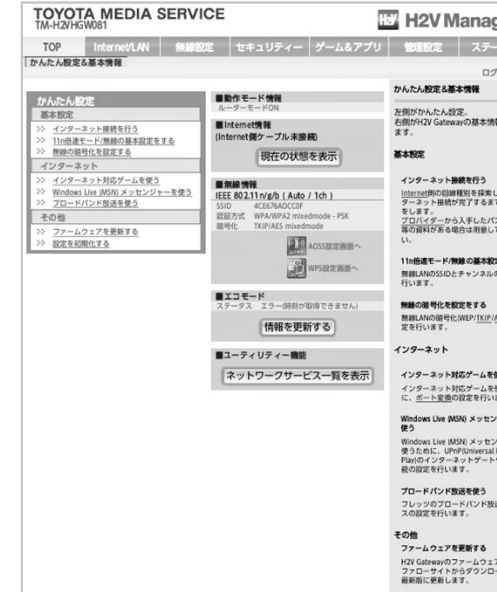 TOYOTA MEDIA SERVICE
TM-H2V/HGW081
H2V Manag
TOP
Internet/LAN
無線設定
セキュリティー
ゲーム&アプリ
管理設定
ステー
かんたん設定&基本情報
ログ
かんたん設定
基本設定
>> インターネット接続を行う
>> 11n倍速モード/無線の基本設定をする
>> 無線の暗号化を設定する
インターネット
>> インターネット対応ゲームを使う
>> Windows Live (MSN) メッセンジャーを使う
>> ブロードバンド放送を使う
その他
>> ファームウェアを更新する
>> 設定を初期化する
■動作モード情報
ルーターモードON
■Internet情報
(Internet側ケーブル未接続)
現在の状態を表示
■無線情報
IEEE 802.11n/g/b ( Auto / 1ch )
SSID 4CE676ADCC0F
認証方式 WPA/WPA2 mixedmode - PSK
暗号化 TKIP/AES mixedmode
AOSS設定画面へ
WPS設定画面へ
■エコモード
ステータス エラー(時刻が取得できません)
情報を更新する
■ユーティリティー機能
ネットワークサービス一覧を表示
かんたん設定&基本情報
左側がかんたん設定。
右側がH2V Gatewayの基本情報
ます。
基本設定
インターネット接続を行う
Internet側の回線種別を探索し
ターネット接続が完了するまで
をします。
プロバイダーから入手したパン
等の資料がある場合は用意して
い。
11n倍速モード/無線の基本設定
無線LANのSSIDとチャンネルの
行います。
無線の暗号化を設定をする
無線LANの暗号化(WEP/TKIP/A
定を行います。
インターネット
インターネット対応ゲームを使
インターネット対応ゲームを使
に、ポート変換の設定を行いま
Windows Live (MSN) メッセン
使う
Windows Live (MSN) メッセン
使うために、UPnP(Universal
Play)のインターネットゲートウ
能の設定を行います。
ブロードバンド放送を使う
フレッツのブロードバンド放送
スの設定を行います。
その他
ファームウェアを更新する
H2V Gatewayのファームウェア
ファローサイトからダウンロー
最新版に更新します。